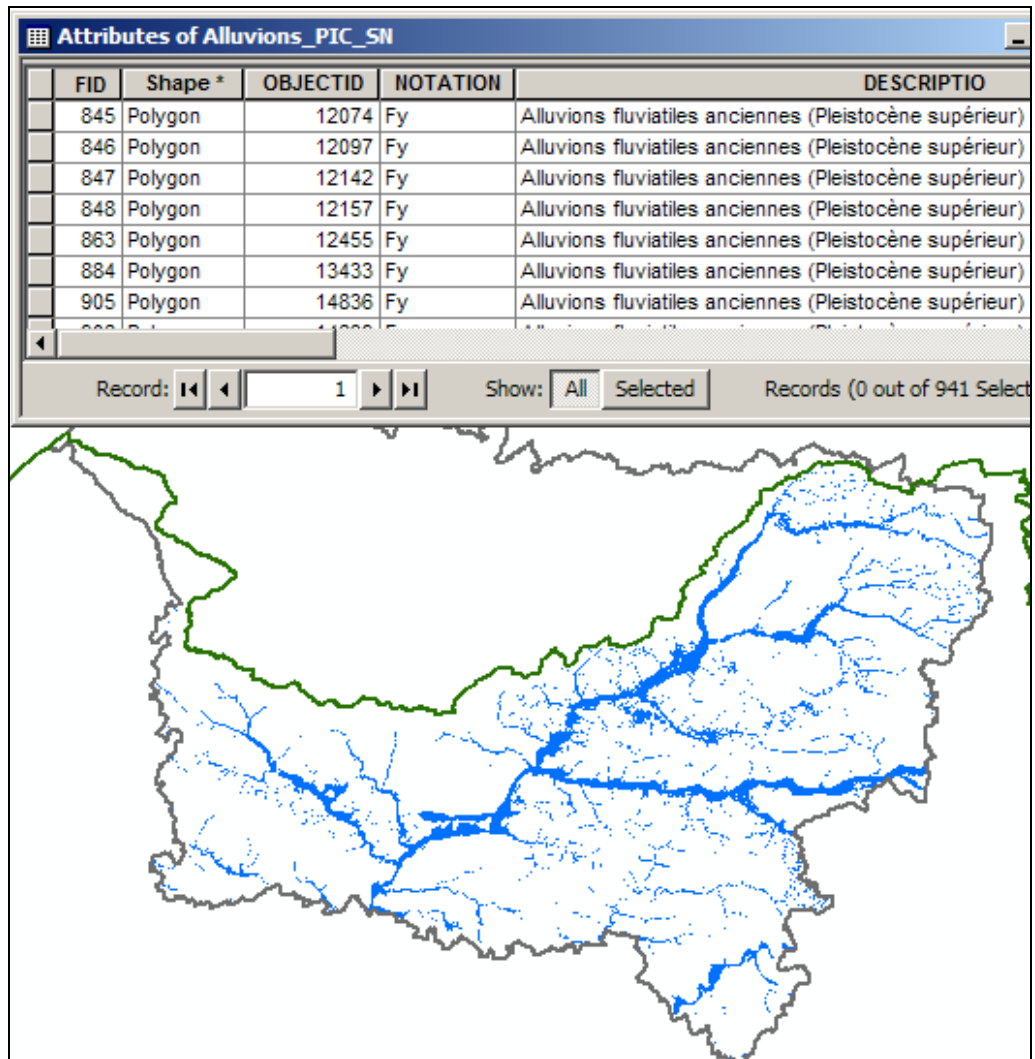 Attributes of Alluvions_PIC_SN
FID Shape * OBJECTID NOTATION DESCRIPTIO
845 Polygon 12074 Fy Alluvions fluviatiles anciennes (Pleistocène supérieur)
846 Polygon 12097 Fy Alluvions fluviatiles anciennes (Pleistocène supérieur)
847 Polygon 12142 Fy Alluvions fluviatiles anciennes (Pleistocène supérieur)
848 Polygon 12157 Fy Alluvions fluviatiles anciennes (Pleistocène supérieur)
863 Polygon 12455 Fy Alluvions fluviatiles anciennes (Pleistocène supérieur)
884 Polygon 13433 Fy Alluvions fluviatiles anciennes (Pleistocène supérieur)
905 Polygon 14836 Fy Alluvions fluviatiles anciennes (Pleistocène supérieur)
Record: 1 Show: All Selected Records (0 out of 941 Select